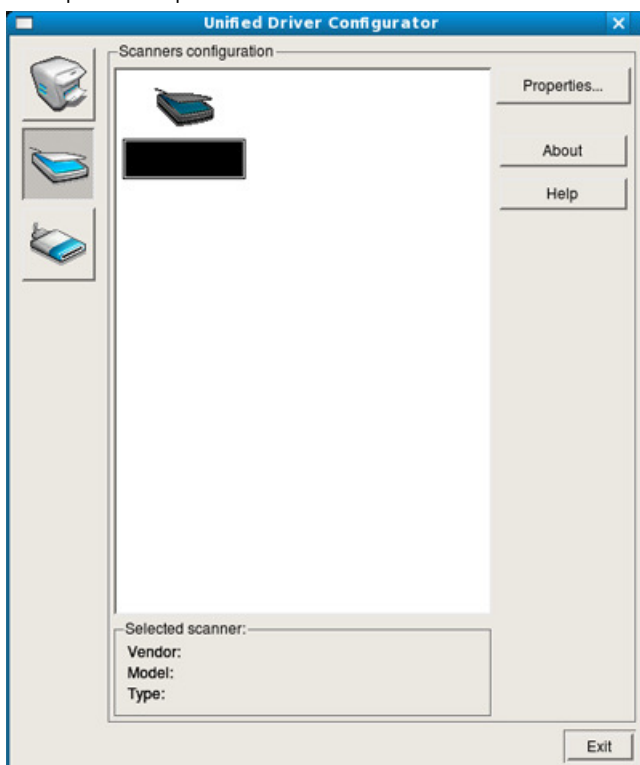 Unified Driver Configurator
Scanners configuration
Properties...
About
Help
Selected scanner:
Vendor:
Model:
Type:
Exit